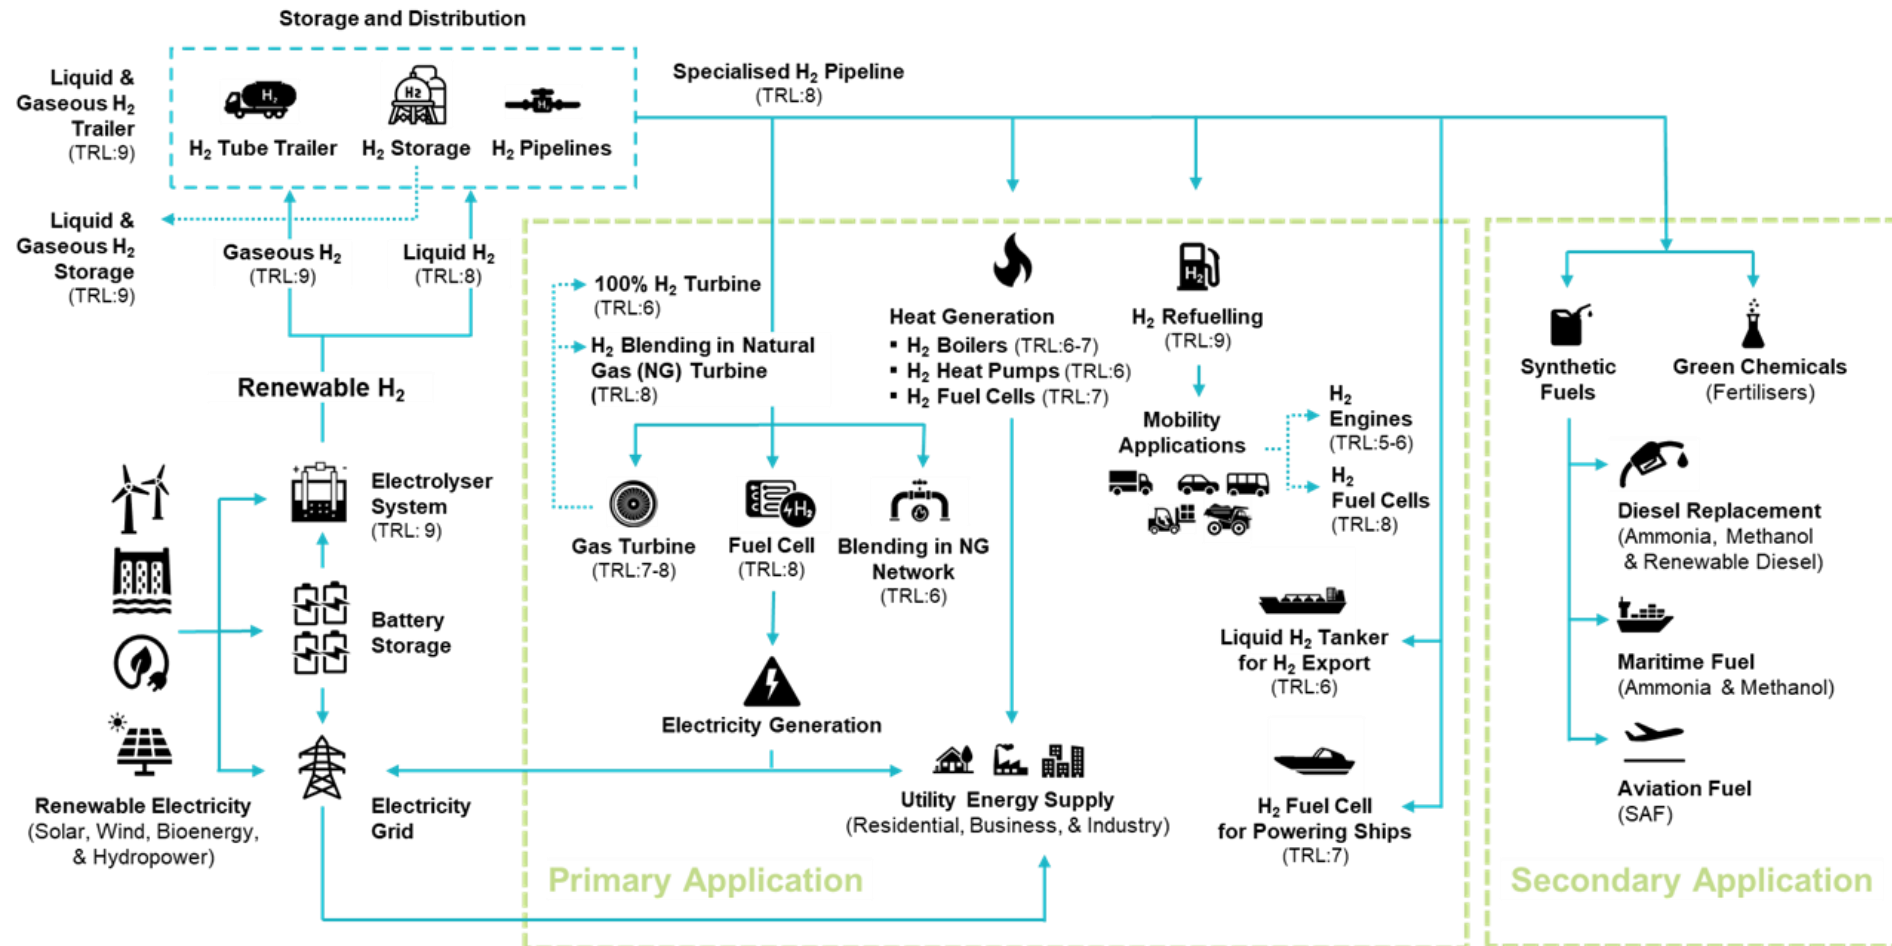 Storage and Distribution
Liquid &
Gaseous H₂
Trailer
(TRL:9)
H₂
H₂ Tube Trailer
H₂
H₂ Storage
H₂
H₂ Pipelines
Specialised H₂ Pipeline
(TRL:8)
Liquid &
Gaseous H₂
Storage
(TRL:9)
Gaseous H₂
(TRL:9)
Liquid H₂
(TRL:8)
Renewable H₂
Electrolyser
System
(TRL: 9)
Battery
Storage
Electricity
Grid
Renewable Electricity
(Solar, Wind, Bioenergy,
& Hydropower)
100% H₂ Turbine
(TRL:6)
H₂ Blending in Natural
Gas (NG) Turbine
(TRL:8)
Gas Turbine
(TRL:7-8)
H₂
Fuel Cell
(TRL:8)
Blending in NG
Network
(TRL:6)
Electricity Generation
Heat Generation
▪ H₂ Boilers (TRL:6-7)
▪ H₂ Heat Pumps (TRL:6)
▪ H₂ Fuel Cells (TRL:7)
Utility Energy Supply
(Residential, Business, & Industry)
H₂
H₂ Refuelling
(TRL:9)
Mobility
Applications
H₂
Engines
(TRL:5-6)
H₂
Fuel Cells
(TRL:8)
Liquid H₂ Tanker
for H₂ Export
(TRL:6)
H₂ Fuel Cell
for Powering Ships
(TRL:7)
Primary Application
Synthetic
Fuels
Green Chemicals
(Fertilisers)
Diesel Replacement
(Ammonia, Methanol
& Renewable Diesel)
Maritime Fuel
(Ammonia & Methanol)
Aviation Fuel
(SAF)
Secondary Application